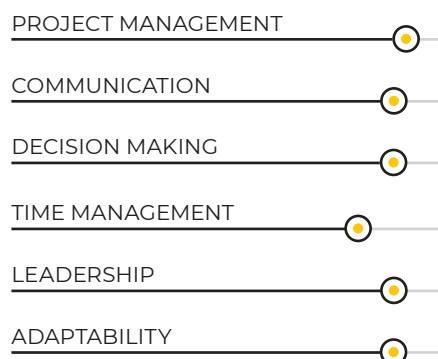 PROJECT MANAGEMENT
COMMUNICATION
DECISION MAKING
TIME MANAGEMENT
LEADERSHIP
ADAPTABILITY